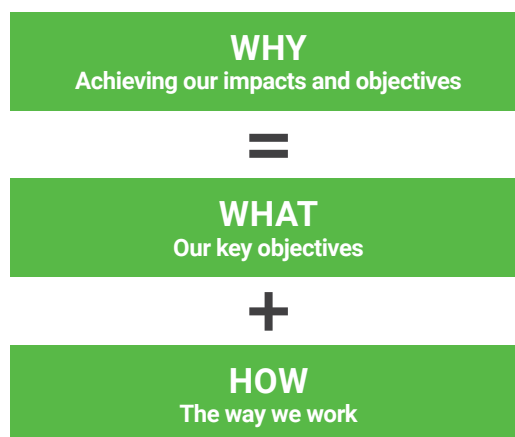 WHY
Achieving our impacts and objectives
=
WHAT
Our key objectives
+
HOW
The way we work